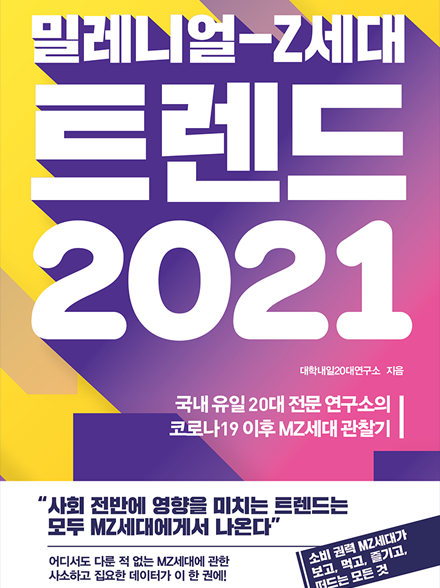 밀레니얼-Z세대
트렌드
2021
대학내일20대연구소 지음
국내 유일 20대 전문 연구소의
코로나19 이후 MZ세대 관찰기
“사회 전반에 영향을 미치는 트렌드는
모두 MZ세대에게서 나온다”
어디서도 다룬 적 없는 MZ세대에 관한
사소하고 집요한 데이터가 이 한 권에!
소비 권력 MZ세대가
보고, 먹고, 즐기고,
떠드는 모든 것